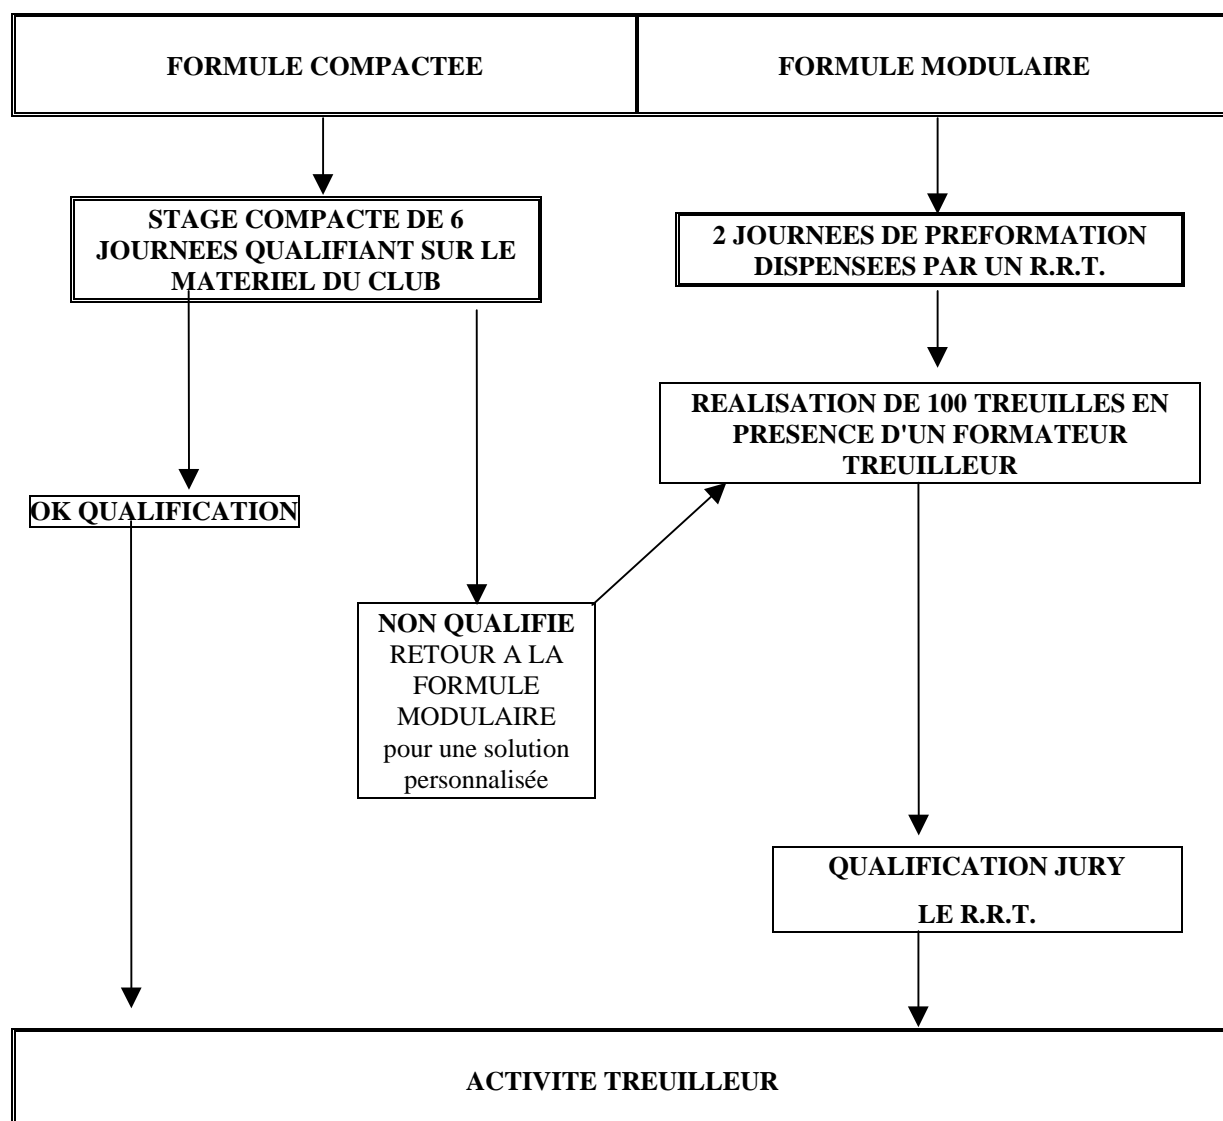 FORMULE COMPACTEE
FORMULE MODULAIRE
STAGE COMPACTE DE 6
JOURNEES QUALIFIANT SUR LE
MATERIEL DU CLUB
2 JOURNEES DE PREFORMATION
DISPENSEES PAR UN R.R.T.
REALISATION DE 100 TREUILLES EN
PRESENCE D'UN FORMATEUR
TREUILLEUR
OK QUALIFICATION
NON QUALIFIE
RETOUR A LA
FORMULE
MODULAIRE
pour une solution
personnalisée
QUALIFICATION JURY
LE R.R.T.
ACTIVITE TREUILLEUR